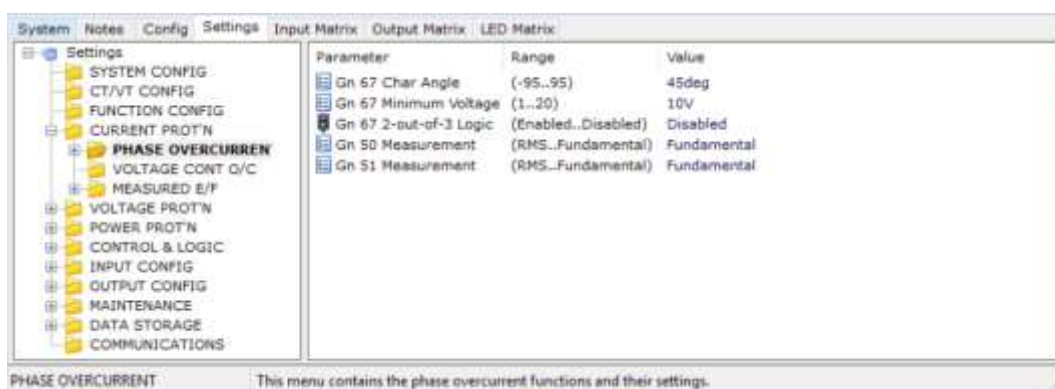 System Notes Config Settings Input Matrix Output Matrix LED Matrix
Settings
SYSTEM CONFIG
CT/VT CONFIG
FUNCTION CONFIG
CURRENT PROT'N
PHASE OVERCURREN
VOLTAGE CONT O/C
MEASURED E/F
VOLTAGE PROT'N
POWER PROT'N
CONTROL & LOGIC
INPUT CONFIG
OUTPUT CONFIG
MAINTENANCE
DATA STORAGE
COMMUNICATIONS
Parameter Range Value
Gn 67 Char Angle (-95..95) 45deg
Gn 67 Minimum Voltage (1..20) 10V
Gn 67 2-out-of-3 Logic (Enabled..Disabled) Disabled
Gn 50 Measurement (RMS..Fundamental) Fundamental
Gn 51 Measurement (RMS..Fundamental) Fundamental
PHASE OVERCURRENT This menu contains the phase overcurrent functions and their settings.